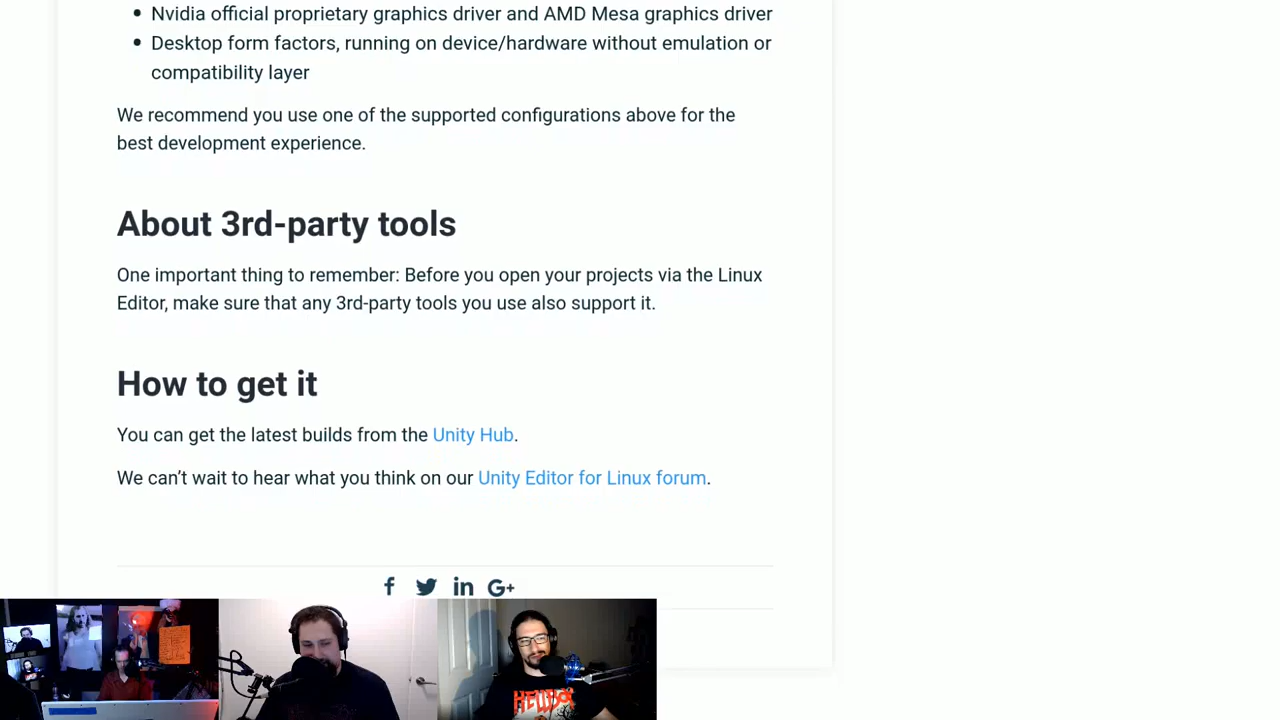 Nvidia official proprietary graphics driver and AMD Mesa graphics driver
Desktop form factors, running on device/hardware without emulation or
compatibility layer
We recommend you use one of the supported configurations above for the
best development experience.
About 3rd-party tools
One important thing to remember: Before you open your projects via the Linux
Editor, make sure that any 3rd-party tools you use also support it.
How to get it
You can get the latest builds from the Unity Hub.
We can’t wait to hear what you think on our Unity Editor for Linux forum.
f in G+